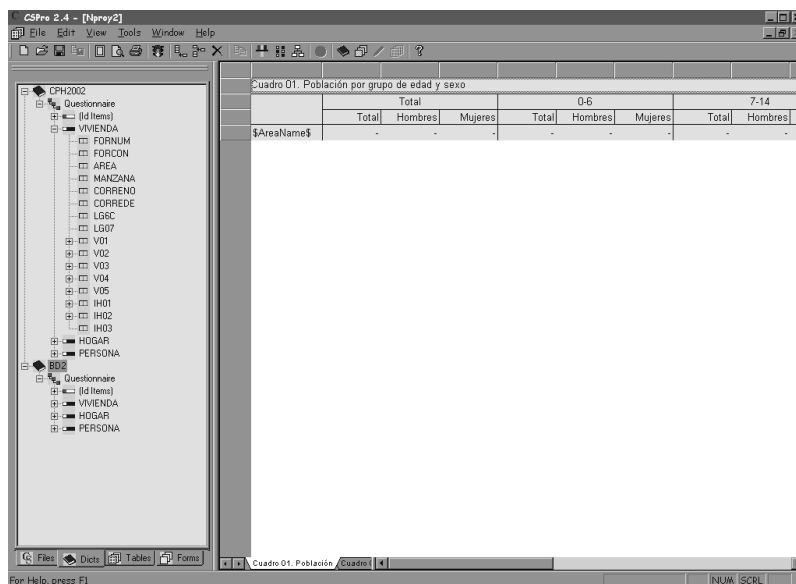 CSPro 2.4 - [Nproy2]
File Edit View Tools Window Help
CPH2002
Questionnaire
(Id Items)
VIVIENDA
FORNUM
FORCON
AREA
MANZANA
CORRENO
CORREDE
LG6C
LG07
V01
V02
V03
V04
V05
IH01
IH02
IH03
HOGAR
PERSONA
BD2
Questionnaire
(Id Items)
VIVIENDA
HOGAR
PERSONA
Files Dicts Tables Forms
Cuadro 01. Población por grupo de edad y sexo
Total 0-6 7-14
Total Hombres Mujeres Total Hombres Mujeres Total Hombres
$AreaName$ - - - - - - - -
Cuadro 01. Población Cuadro
For Help, press F1
NUM SCRL